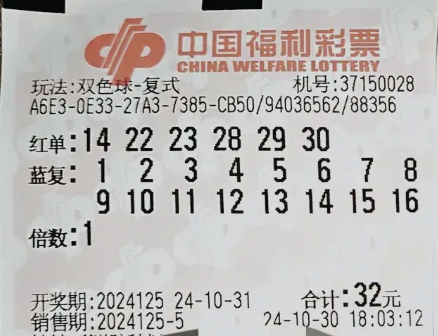 中国福利彩票
CHINA WELFARE LOTTERY
玩法:双色球-复式 机号:37150028
A6E3-0E33-27A3-7385-CB50/94036562/88356
红单:14 22 23 28 29 30
蓝复: 1 2 3 4 5 6 7 8
9 10 11 12 13 14 15 16
倍数:1
开奖期:2024125 24-10-31 合计:32元
销售期:2024125-5 24-10-30 18:03:12